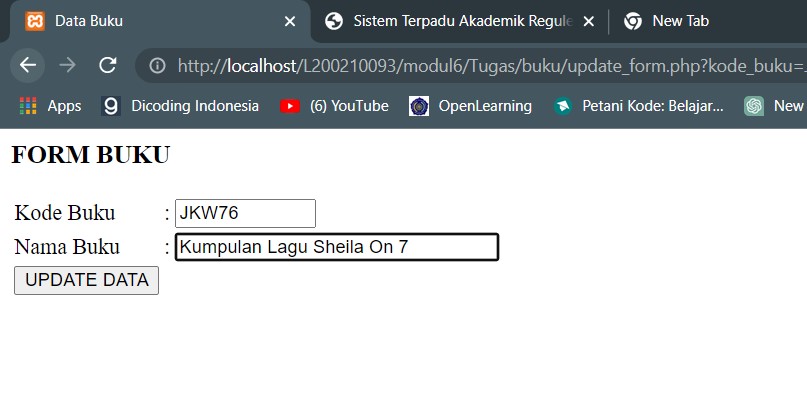 Data Buku
Sistem Terpadu Akademik Regule
New Tab
http://localhost/L200210093/modul6/Tugas/buku/update_form.php?kode_buku=
Apps
Dicoding Indonesia
(6) YouTube
OpenLearning
Petani Kode: Belajar...
New
FORM BUKU
Kode Buku : JKW76
Nama Buku : Kumpulan Lagu Sheila On 7
UPDATE DATA